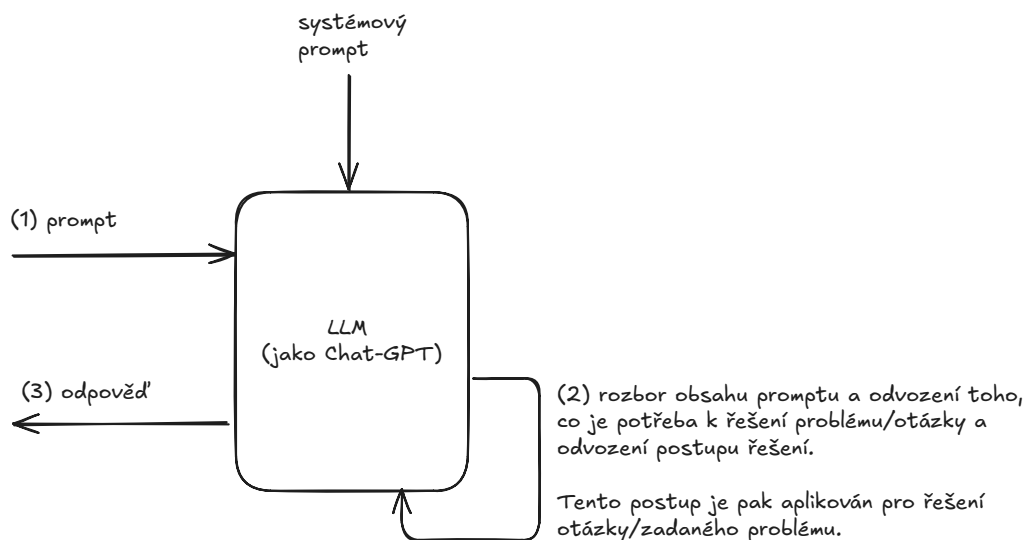 systémový
prompt
(1) prompt
LLM
(jako Chat-GPT)
(3) odpověď
(2) rozbor obsahu promptu a odvození toho,
co je potřeba k řešení problému/otázky a
odvození postupu řešení.
Tento postup je pak aplikován pro řešení
otázky/zadaného problému.